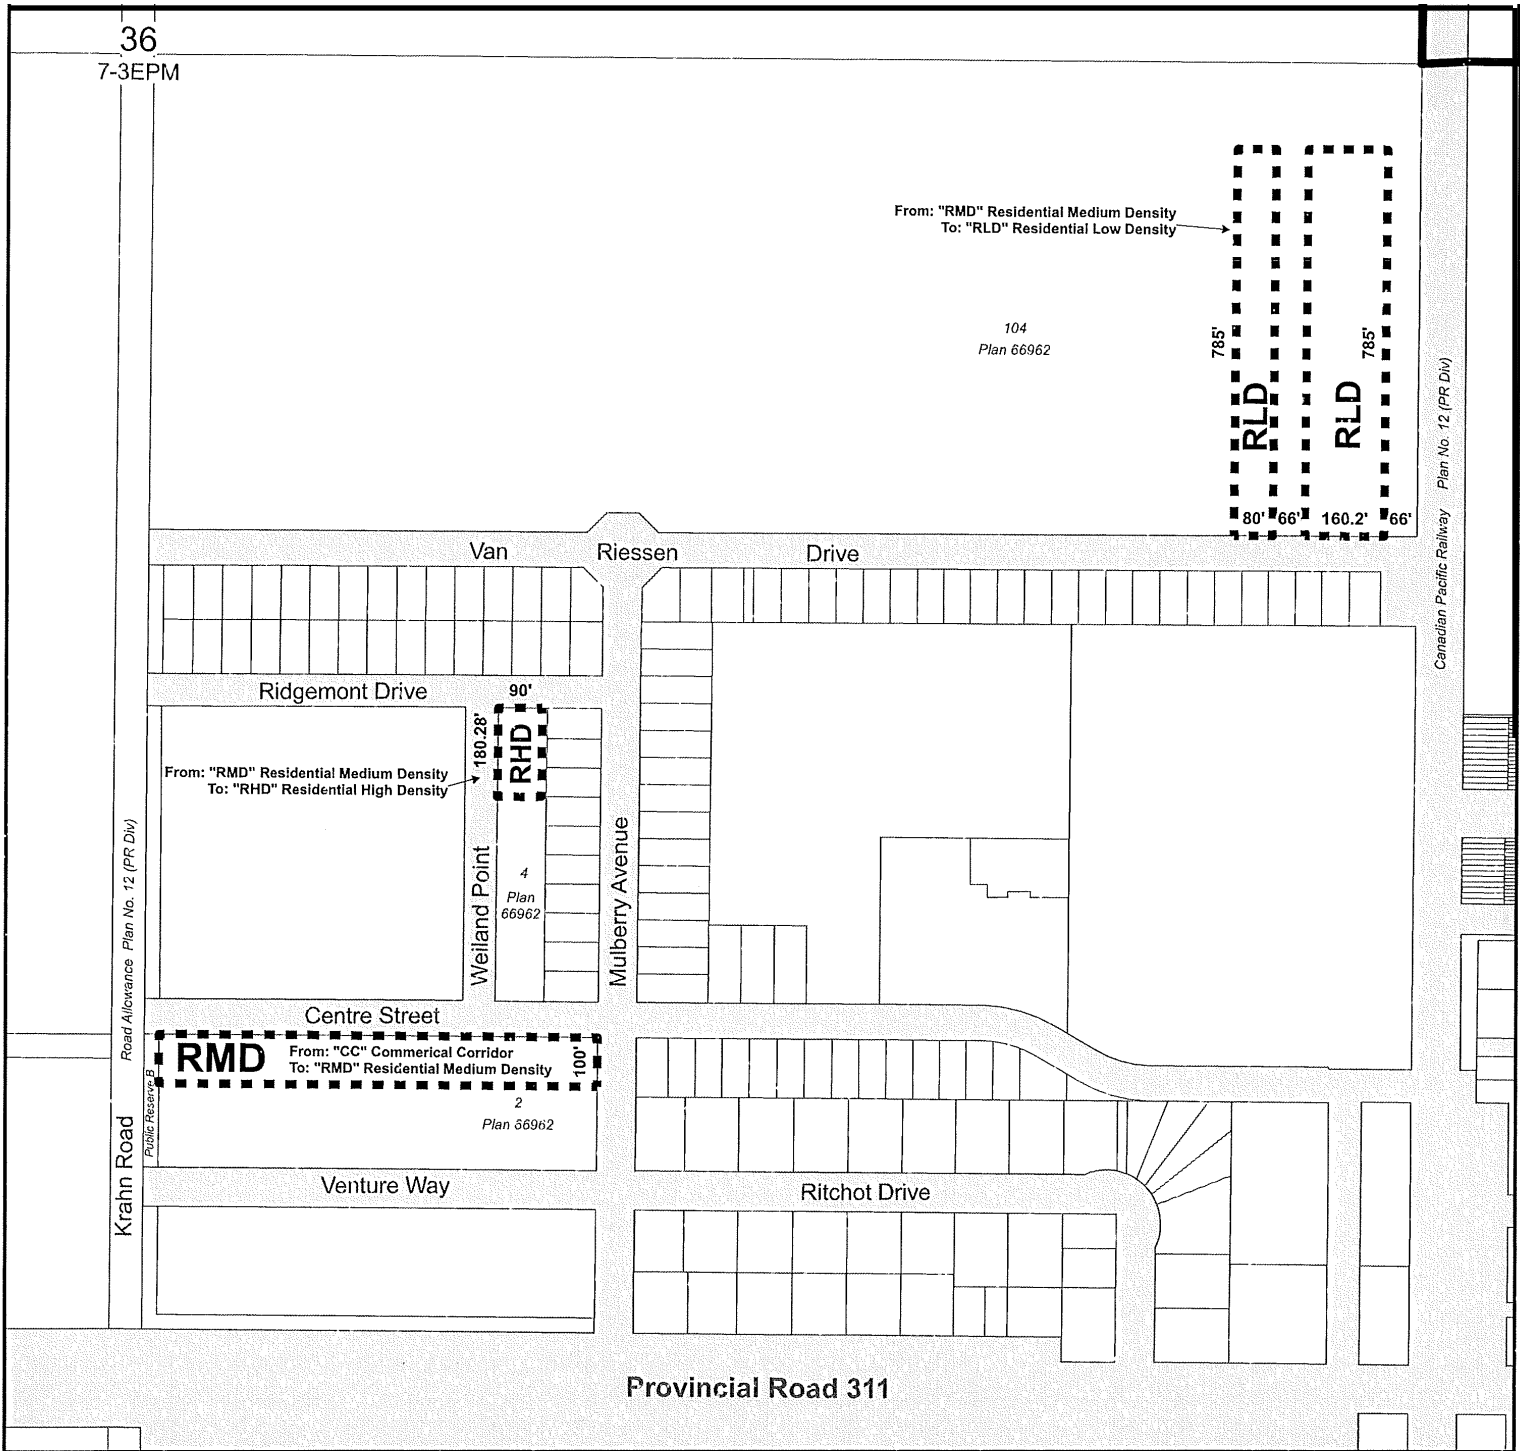 36
7-3EPM
From: "RMD" Residential Medium Density
To: "RLD" Residential Low Density
104
Plan 66962
785'
785'
RLD
RLD
80'
66'
160.2'
66'
Canadian Pacific Railway Plan No. 12 (PR Div)
Van Riessen Drive
Ridgemont Drive
90'
180.28'
RHD
From: "RMD" Residential Medium Density
To: "RHD" Residential High Density
Weiland Point
4
Plan
66962
Mulberry Avenue
Road Allowance Plan No. 12 (PR Div)
Centre Street
RMD
From: "CC" Commerical Corridor
To: "RMD" Residential Medium Density
100'
Public Reserve B
2
Plan 66962
Krahn Road
Venture Way
Ritchot Drive
Provincial Road 311